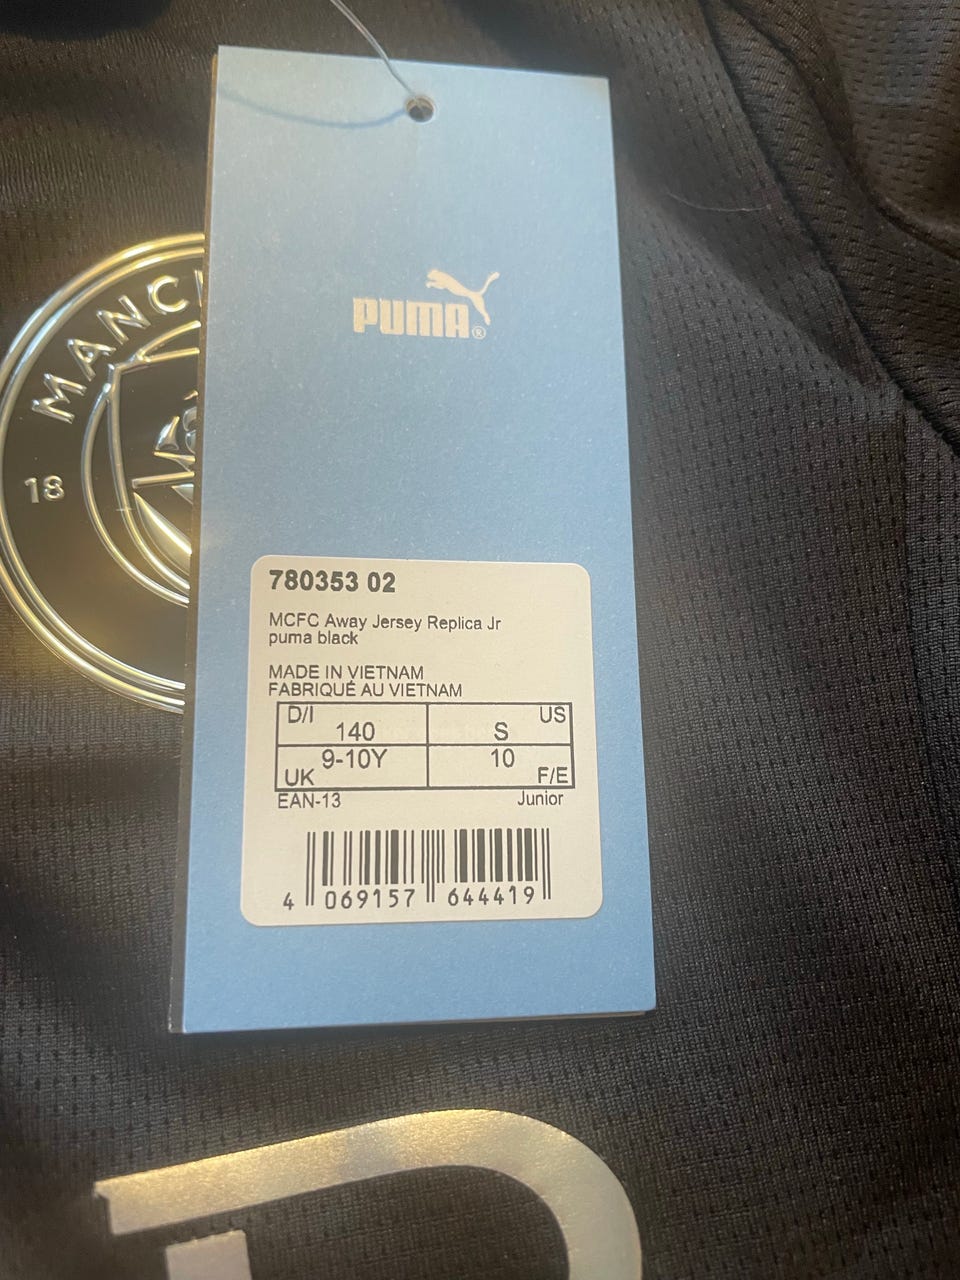 PUMA®
MANC
18
780353 02
MCFC Away Jersey Replica Jr
puma black
MADE IN VIETNAM
FABRIQUÉ AU VIETNAM
D/I 140 S US
UK 9-10Y 10 F/E
EAN-13 Junior
4 069157 644419